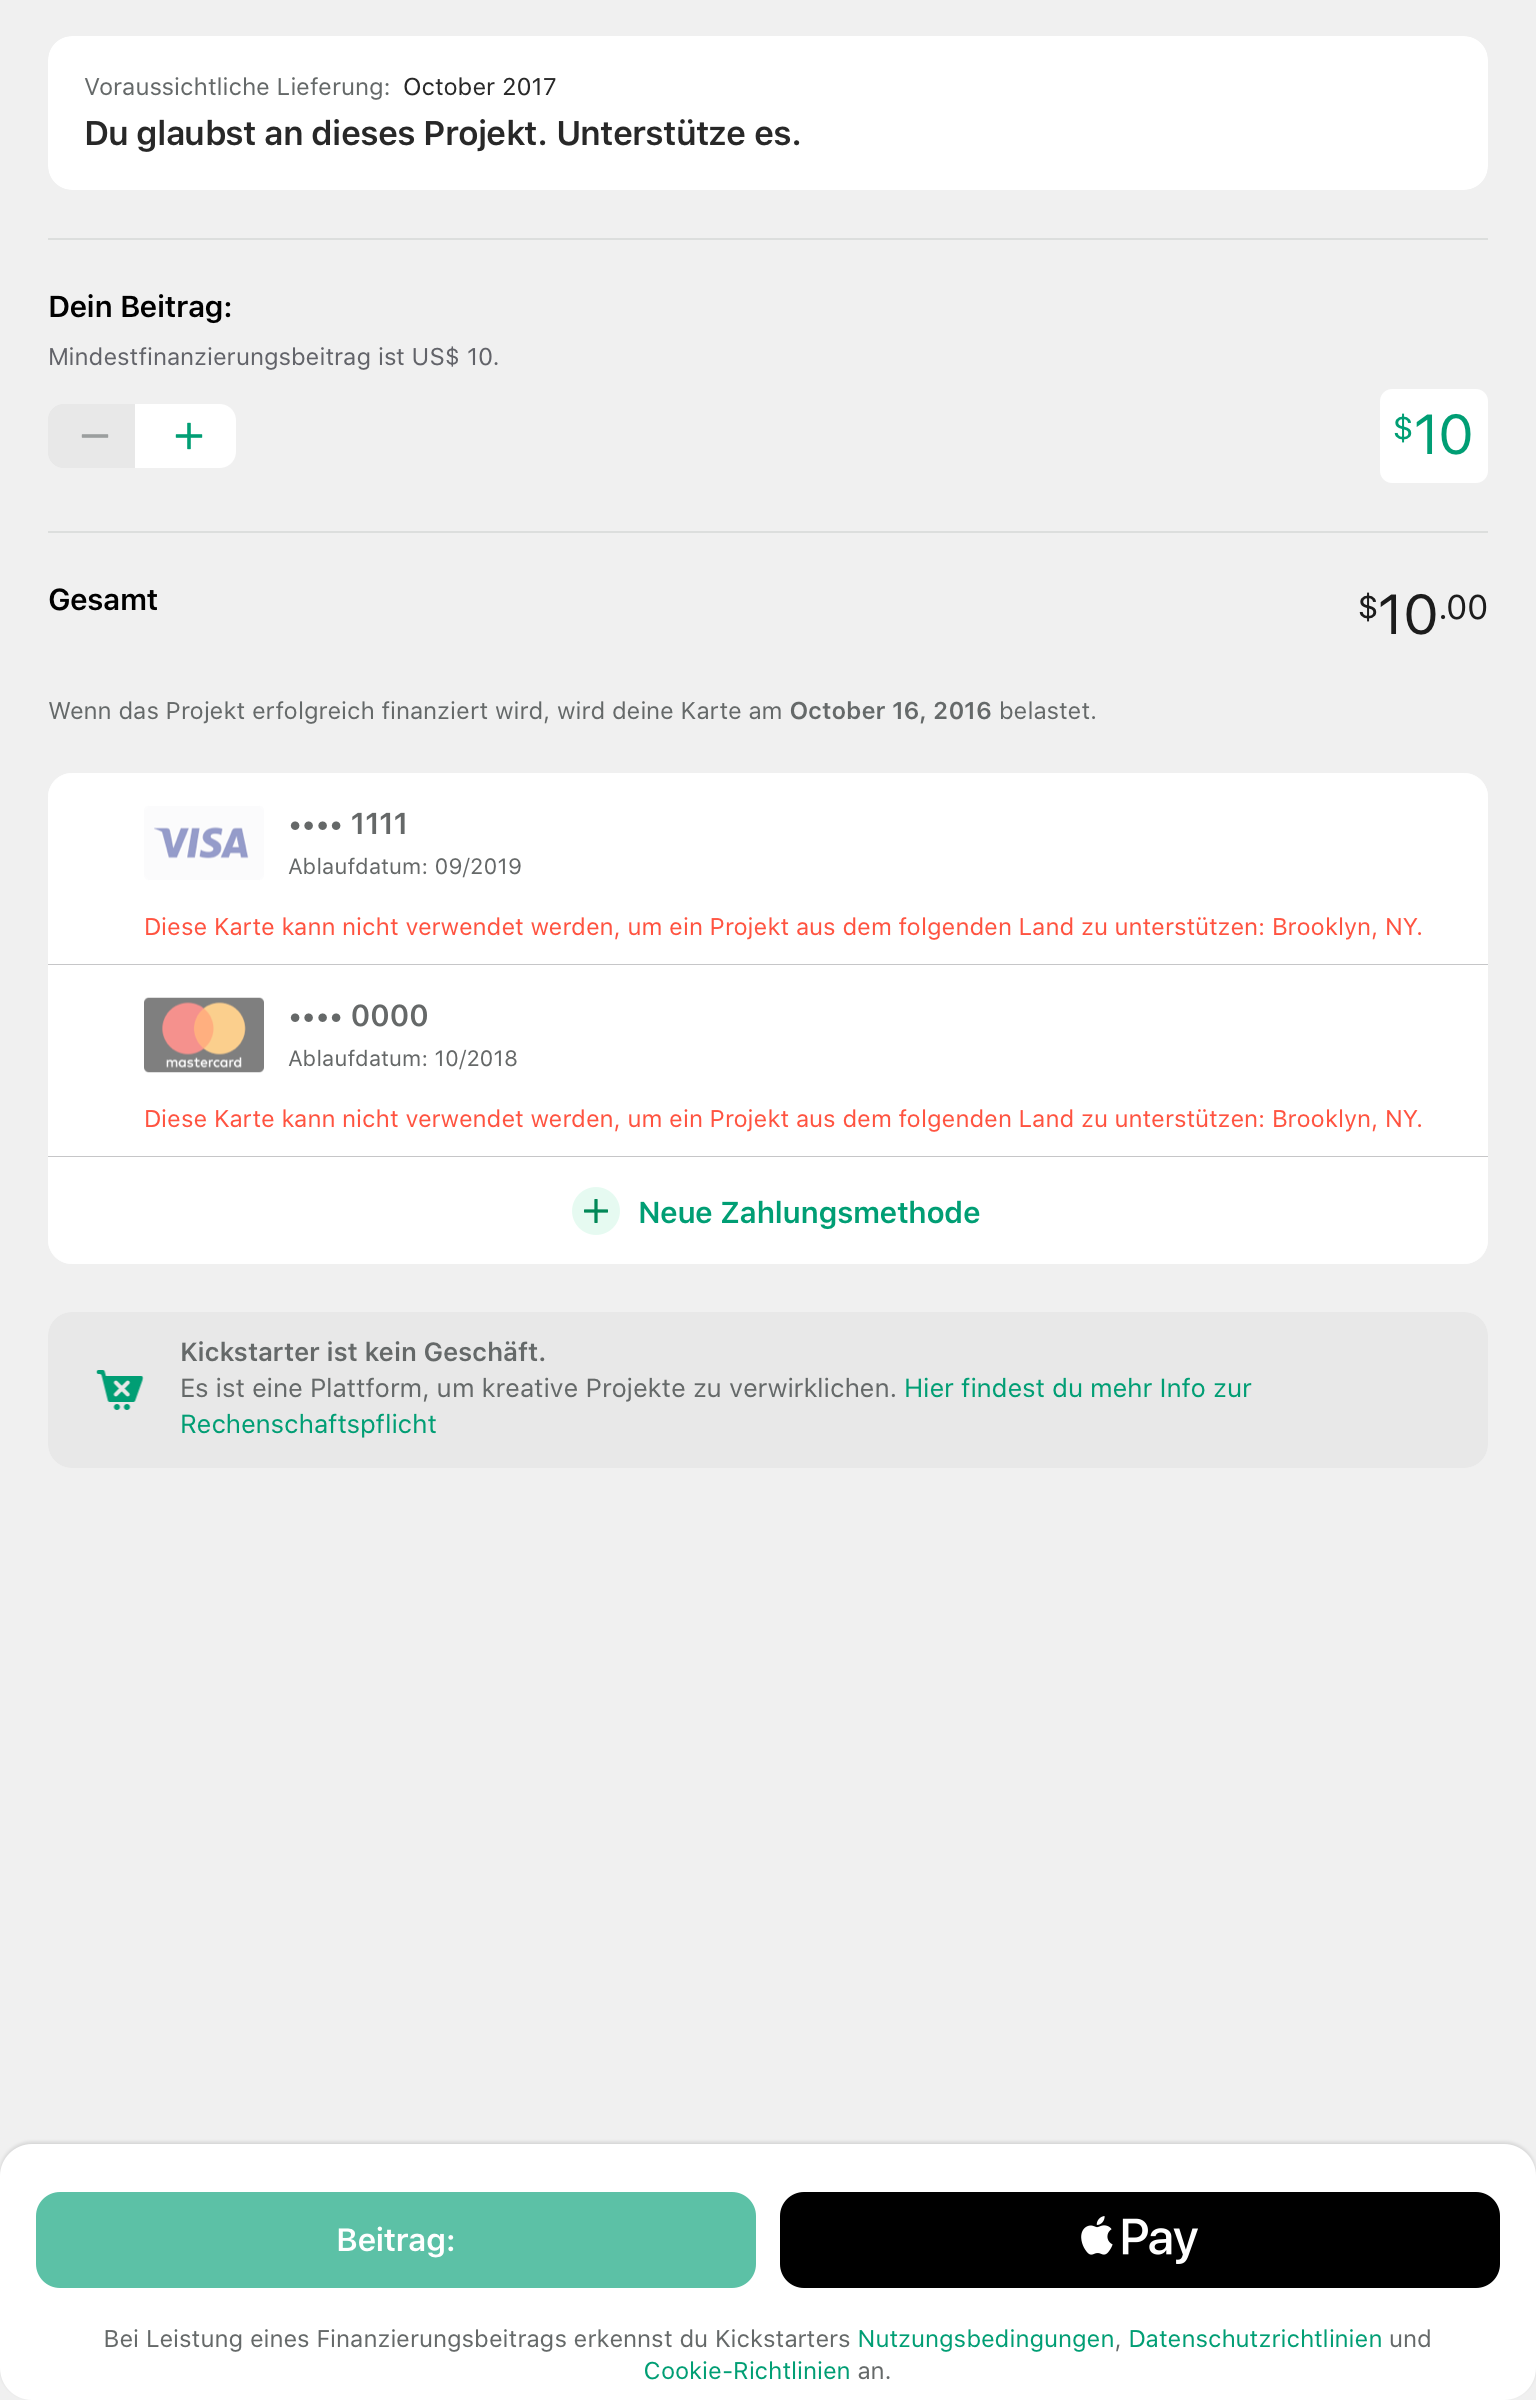 Voraussichtliche Lieferung: October 2017
Du glaubst an dieses Projekt. Unterstütze es.
Dein Beitrag:
Mindestfinanzierungsbeitrag ist US$ 10.
$10
Gesamt
$10.00
Wenn das Projekt erfolgreich finanziert wird, wird deine Karte am October 16, 2016 belastet.
VISA
•••• 1111
Ablaufdatum: 09/2019
Diese Karte kann nicht verwendet werden, um ein Projekt aus dem folgenden Land zu unterstützen: Brooklyn, NY.
mastercard
•••• 0000
Ablaufdatum: 10/2018
Diese Karte kann nicht verwendet werden, um ein Projekt aus dem folgenden Land zu unterstützen: Brooklyn, NY.
Neue Zahlungsmethode
Kickstarter ist kein Geschäft.
Es ist eine Plattform, um kreative Projekte zu verwirklichen. Hier findest du mehr Info zur
Rechenschaftspflicht
Beitrag:
Pay
Bei Leistung eines Finanzierungsbeitrags erkennst du Kickstarters Nutzungsbedingungen, Datenschutzrichtlinien und
Cookie-Richtlinien an.